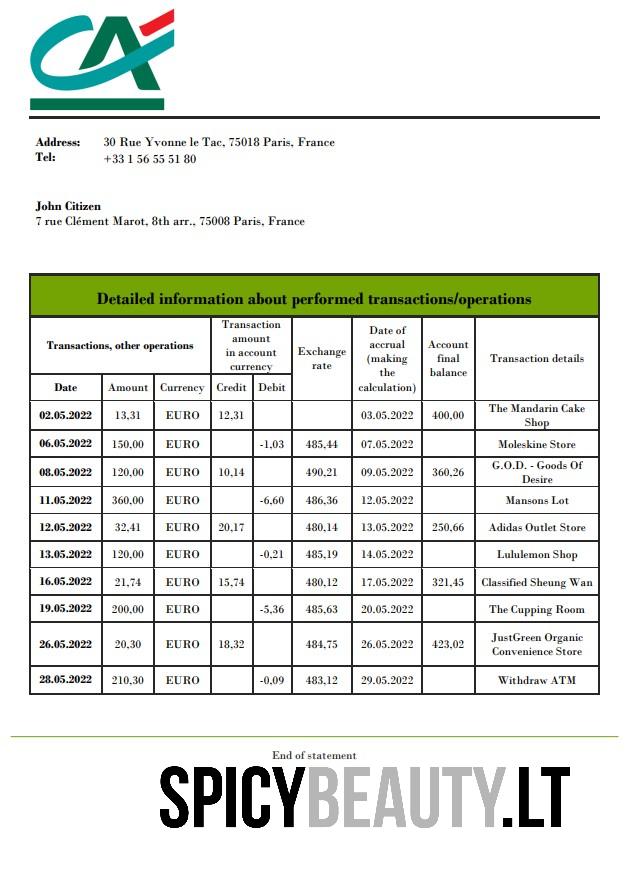 CA
Address: 30 Rue Yvonne le Tac, 75018 Paris, France
Tel: +33 1 56 55 51 80
John Citizen
7 rue Clément Marot, 8th arr., 75008 Paris, France
Detailed information about performed transactions/operations
Transactions, other operations Transaction amount in account currency Exchange rate Date of accrual (making the calculation) Account final balance Transaction details
Date Amount Currency Credit Debit
02.05.2022 13,31 EURO 12,31 03.05.2022 400,00 The Mandarin Cake Shop
06.05.2022 150,00 EURO -1,03 485,44 07.05.2022 Moleskine Store
08.05.2022 120,00 EURO 10,14 490,21 09.05.2022 360,26 G.O.D. - Goods Of Desire
11.05.2022 360,00 EURO -6,60 486,36 12.05.2022 Mansons Lot
12.05.2022 32,41 EURO 20,17 480,14 13.05.2022 250,66 Adidas Outlet Store
13.05.2022 120,00 EURO -0,21 485,19 14.05.2022 Lululemon Shop
16.05.2022 21,74 EURO 15,74 480,12 17.05.2022 321,45 Classified Sheung Wan
19.05.2022 200,00 EURO -5,36 485,63 20.05.2022 The Cupping Room
26.05.2022 20,30 EURO 18,32 484,75 26.05.2022 423,02 JustGreen Organic Convenience Store
28.05.2022 210,30 EURO -0,09 483,12 29.05.2022 Withdraw ATM
End of statement
SPICYBEAUTY.LT